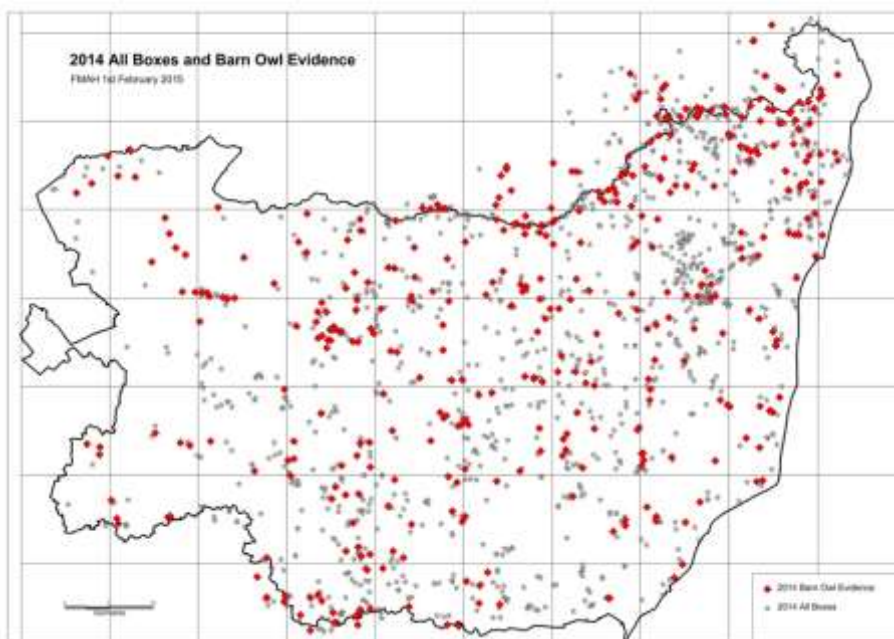 2014 All Boxes and Barn Owl Evidence
FMAH 1st February 2015
2014 Barn Owl Evidence
2014 All Boxes